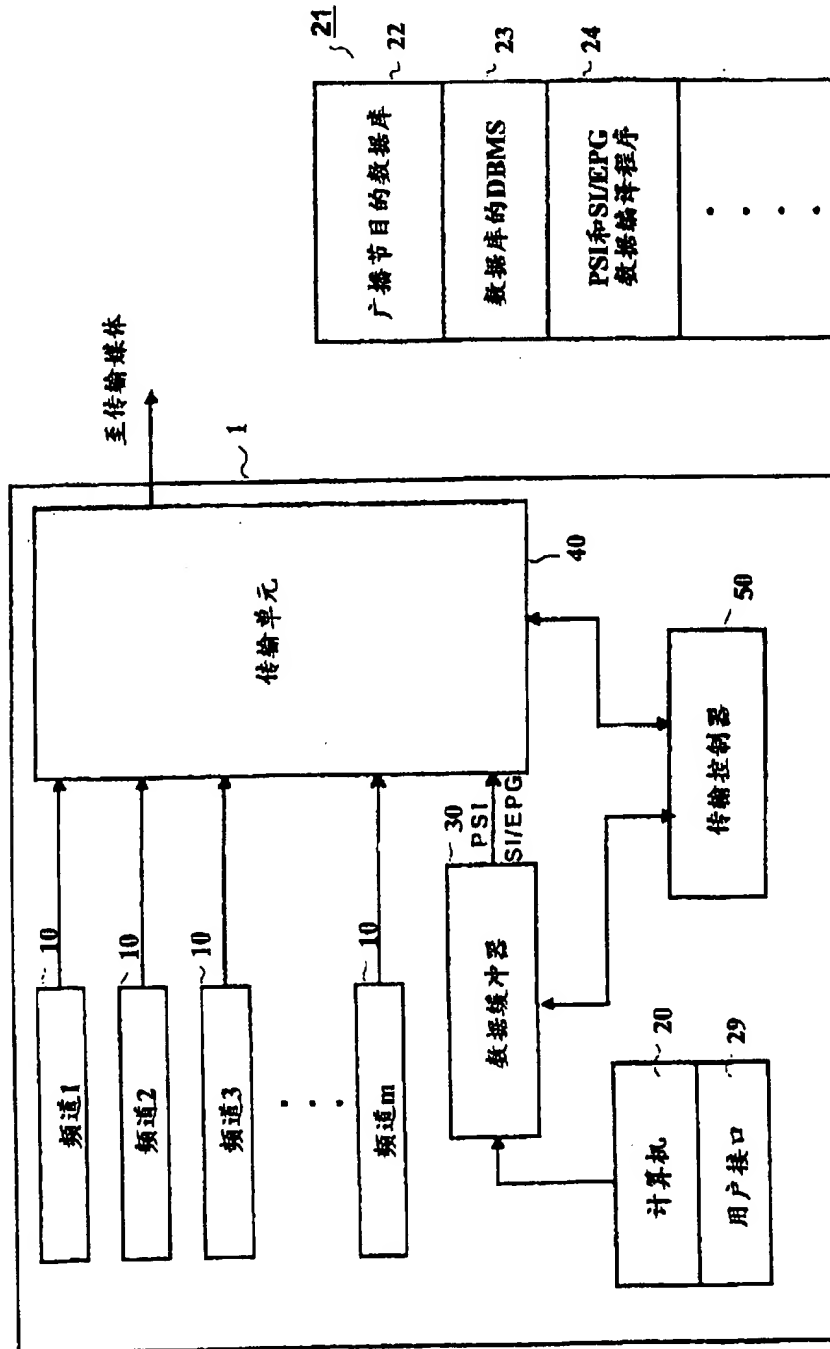 至传输媒体
1
频道1
10
频道2
10
频道3
10
频道m
10
传输单元
40
数据缓冲器
30
PSI
SI/EPG
计算机
20
用户接口
29
传输控制器
50
21
广播节目的数据库
22
数据库的DBMS
23
PSI和SI/EPG
数据编译程序
24